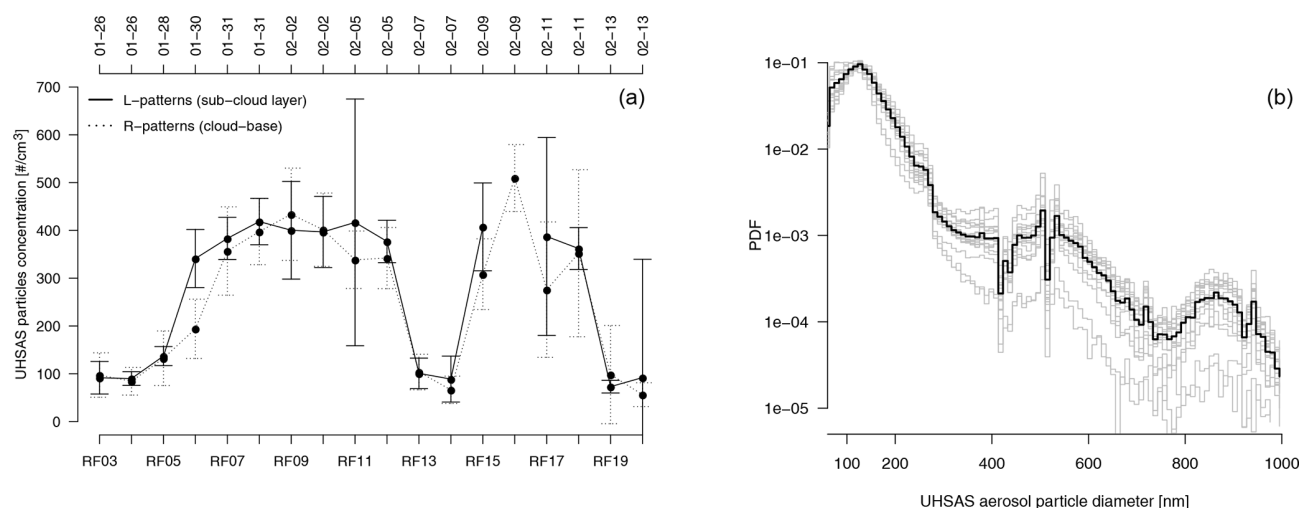 01−26 01−26 01−28 01−30 01−31 01−31 02−02 02−02 02−05 02−05 02−07 02−07 02−09 02−09 02−11 02−11 02−13 02−13
L−patterns (sub−cloud layer)
R−patterns (cloud−base)
(a)
UHSAS particles concentration [#/cm³]
700
600
500
400
300
200
100
0
RF03 RF05 RF07 RF09 RF11 RF13 RF15 RF17 RF19
(b)
PDF
1e−01
1e−02
1e−03
1e−04
1e−05
100 200 400 600 800 1000
UHSAS aerosol particle diameter [nm]